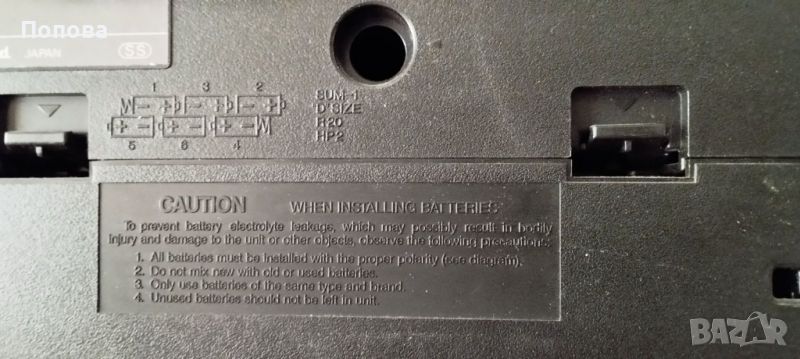 Попова
d JAPAN SS
1 3 2
SUM-1
D'SIZE
R20
HP2
5 6 4
CAUTION WHEN INSTALLING BATTERIES
To prevent battery electrolyte leakage, which may possibly result in bodily
injury and damage to the unit or other objects, observe the following precautions:
1. All batteries must be installed with the proper polarity (see diagram).
2. Do not mix new with old or used batteries.
3. Only use batteries of the same type and brand.
4. Unused batteries should not be left in unit.
BAZAR